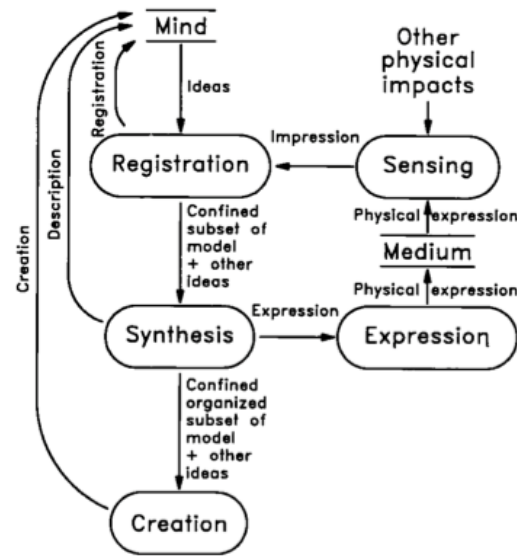 Mind
Other
physical
impacts
Registration
Ideas
Impression
Registration
Sensing
Description
Creation
Confined
subset of
model
+ other
ideas
Physical expression
Medium
Physical expression
Expression
Synthesis
Expression
Confined
organized
subset of
model
+ other
ideas
Creation